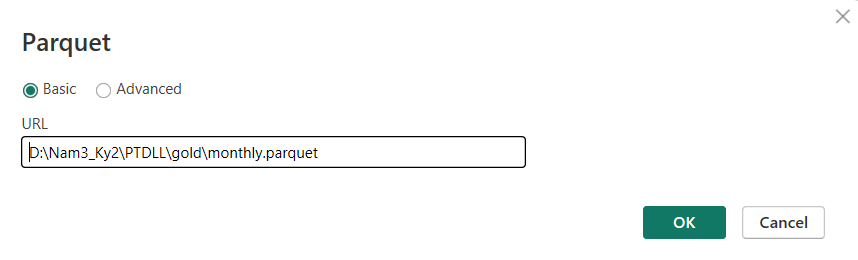 Parquet
Basic Advanced
URL
D:\Nam3_Ky2\PTDLL\gold\monthly.parquet
OK Cancel